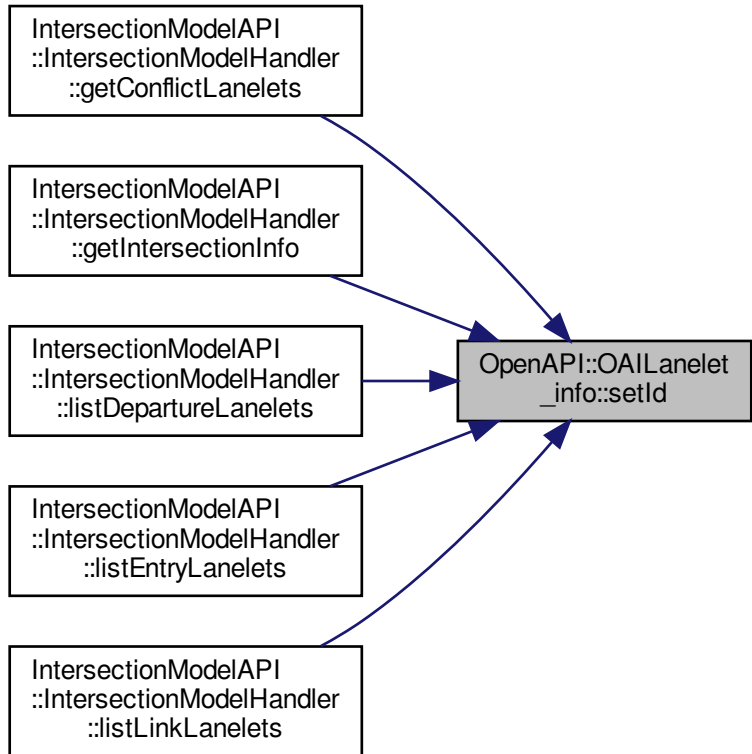 IntersectionModelAPI
::IntersectionModelHandler
::getConflictLanelets
IntersectionModelAPI
::IntersectionModelHandler
::getIntersectionInfo
IntersectionModelAPI
::IntersectionModelHandler
::listDepartureLanelets
OpenAPI::OAILanelet
_info::setId
IntersectionModelAPI
::IntersectionModelHandler
::listEntryLanelets
IntersectionModelAPI
::IntersectionModelHandler
::listLinkLanelets